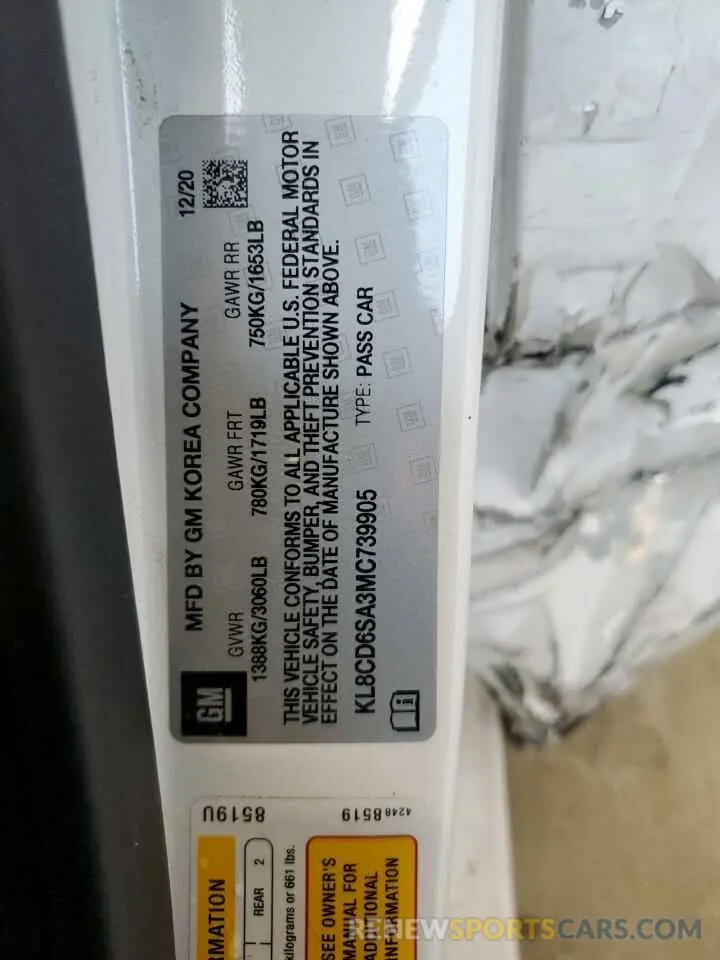 MFD BY GM KOREA COMPANY 12/20
GM
GVWR GAWR FRT GAWR RR
1388KG/3060LB 780KG/1719LB 750KG/1653LB
THIS VEHICLE CONFORMS TO ALL APPLICABLE U.S. FEDERAL MOTOR
VEHICLE SAFETY, BUMPER, AND THEFT PREVENTION STANDARDS IN
EFFECT ON THE DATE OF MANUFACTURE SHOWN ABOVE.
KL8CD6SA3MC739905 TYPE: PASS CAR
8519U
42488519
RMATION
REAR 2
kilograms or 661 lbs.
SEE OWNER'S
MANUAL FOR
ADDITIONAL
INFORMATION
RENEWSPORTSCARS.COM